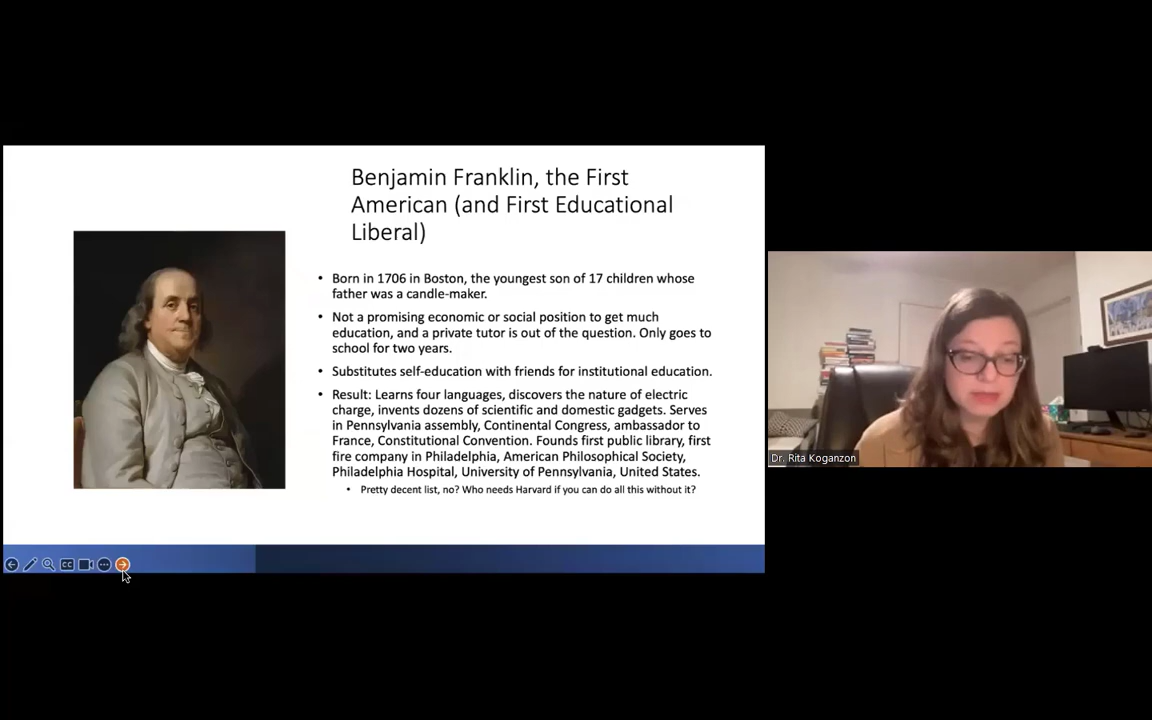 Benjamin Franklin, the First
American (and First Educational
Liberal)
• Born in 1706 in Boston, the youngest son of 17 children whose
father was a candle-maker.
• Not a promising economic or social position to get much
education, and a private tutor is out of the question. Only goes to
school for two years.
• Substitutes self-education with friends for institutional education.
• Result: Learns four languages, discovers the nature of electric
charge, invents dozens of scientific and domestic gadgets. Serves
in Pennsylvania assembly, Continental Congress, ambassador to
France, Constitutional Convention. Founds first public library, first
fire company in Philadelphia, American Philosophical Society,
Philadelphia Hospital, University of Pennsylvania, United States.
• Pretty decent list, no? Who needs Harvard if you can do all this without it?
Dr. Rita Koganzon
CC